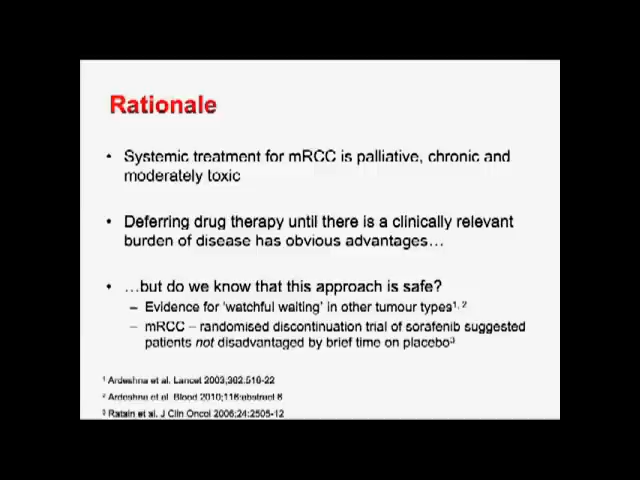 Rationale
• Systemic treatment for mRCC is palliative, chronic and
moderately toxic
• Deferring drug therapy until there is a clinically relevant
burden of disease has obvious advantages…
• …but do we know that this approach is safe?
– Evidence for 'watchful waiting' in other tumour types1, 2
– mRCC – randomised discontinuation trial of sorafenib suggested
patients not disadvantaged by brief time on placebo3
1 Ardeshna et al. Lancet 2003;362:516-22
2 Ardeshna et al. Blood 2010;116:abstract 6
3 Ratain et al. J Clin Oncol 2006;24:2505-12